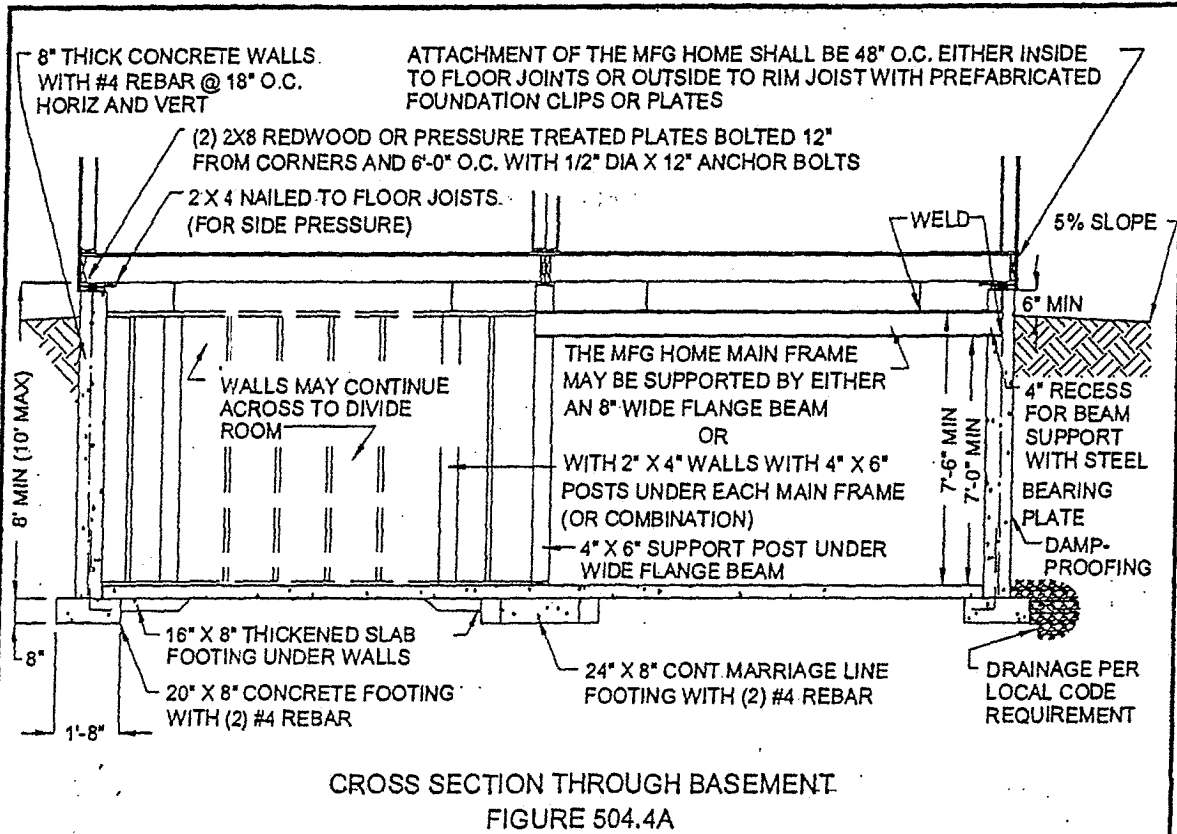 8" THICK CONCRETE WALLS
WITH #4 REBAR @ 18" O.C.
HORIZ AND VERT
ATTACHMENT OF THE MFG HOME SHALL BE 48" O.C. EITHER INSIDE
TO FLOOR JOINTS OR OUTSIDE TO RIM JOIST WITH PREFABRICATED
FOUNDATION CLIPS OR PLATES
(2) 2X8 REDWOOD OR PRESSURE TREATED PLATES BOLTED 12"
FROM CORNERS AND 6'-0" O.C. WITH 1/2" DIA X 12" ANCHOR BOLTS
2 X 4 NAILED TO FLOOR JOISTS.
(FOR SIDE PRESSURE)
WELD
5% SLOPE
6" MIN
8' MIN (10' MAX)
WALLS MAY CONTINUE
ACROSS TO DIVIDE
ROOM
THE MFG HOME MAIN FRAME
MAY BE SUPPORTED BY EITHER
AN 8" WIDE FLANGE BEAM
OR
WITH 2" X 4" WALLS WITH 4" X 6"
POSTS UNDER EACH MAIN FRAME
(OR COMBINATION)
4" X 6" SUPPORT POST UNDER
WIDE FLANGE BEAM
7'-6" MIN
7'-0" MIN
4" RECESS
FOR BEAM
SUPPORT
WITH STEEL
BEARING
PLATE
DAMP-
PROOFING
8"
1'-8"
16" X 8" THICKENED SLAB
FOOTING UNDER WALLS
20" X 8" CONCRETE FOOTING
WITH (2) #4 REBAR
24" X 8" CONT. MARRIAGE LINE
FOOTING WITH (2) #4 REBAR
DRAINAGE PER
LOCAL CODE
REQUIREMENT
CROSS SECTION THROUGH BASEMENT
FIGURE 504.4A